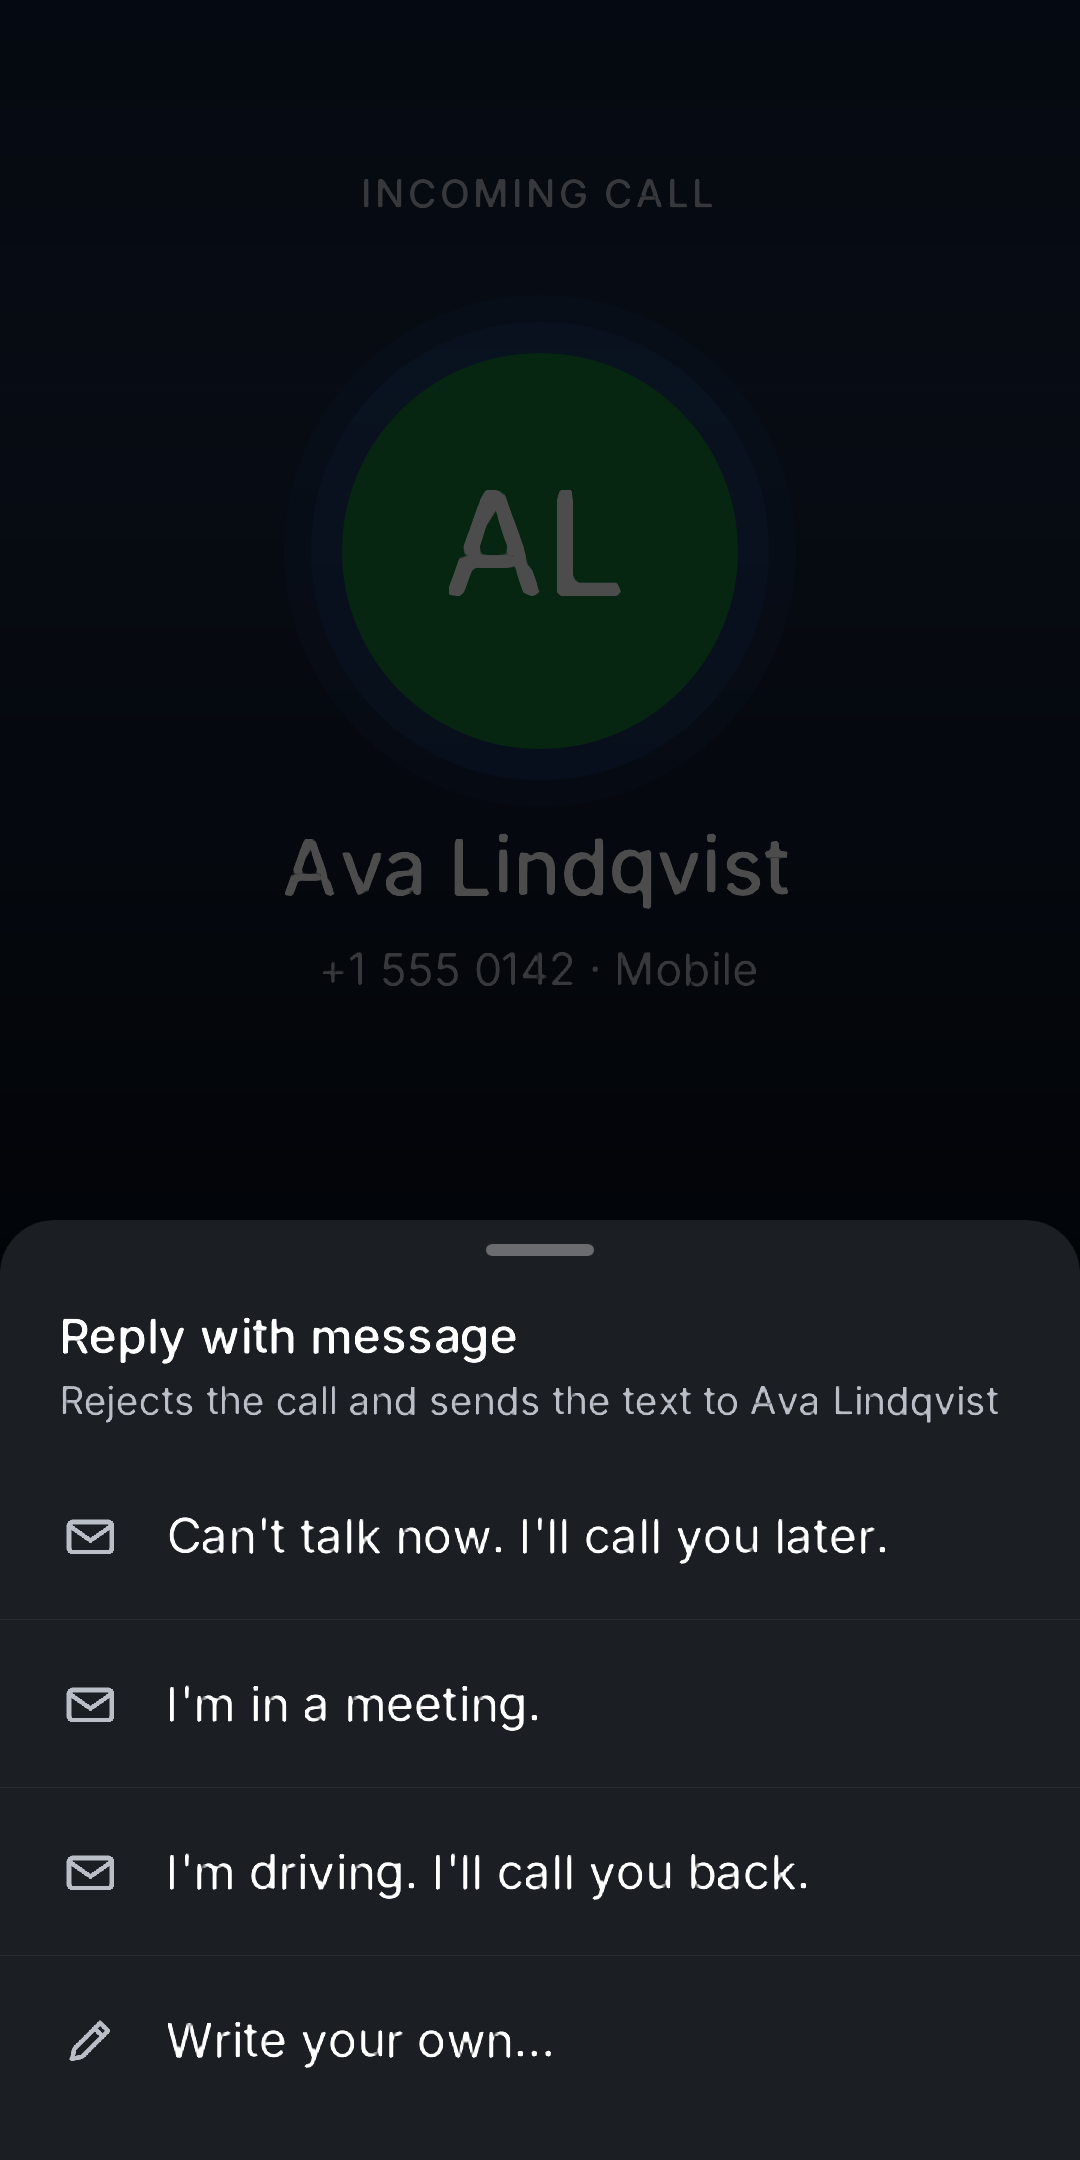 INCOMING CALL
AL
Ava Lindqvist
+1 555 0142 · Mobile
Reply with message
Rejects the call and sends the text to Ava Lindqvist
Can't talk now. I'll call you later.
I'm in a meeting.
I'm driving. I'll call you back.
Write your own...